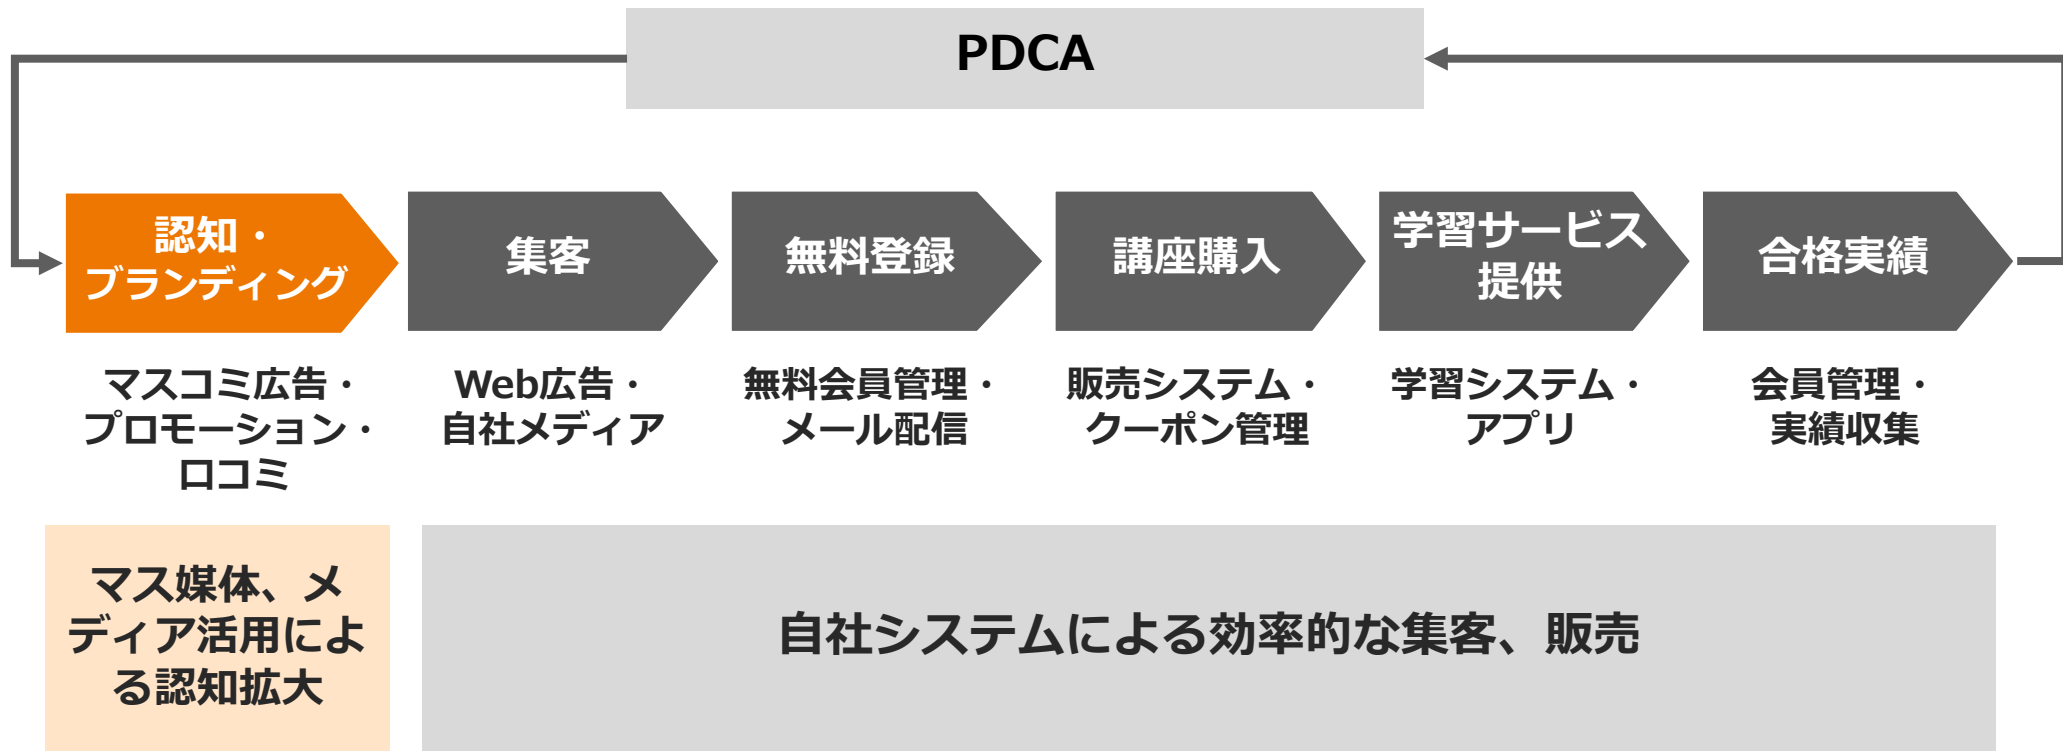 PDCA
認知・
ブランディング
集客
無料登録
講座購入
学習サービス
提供
合格実績
マスコミ広告・
プロモーション・
口コミ
Web広告・
自社メディア
無料会員管理・
メール配信
販売システム・
クーポン管理
学習システム・
アプリ
会員管理・
実績収集
マス媒体、メ
ディア活用によ
る認知拡大
自社システムによる効率的な集客、販売